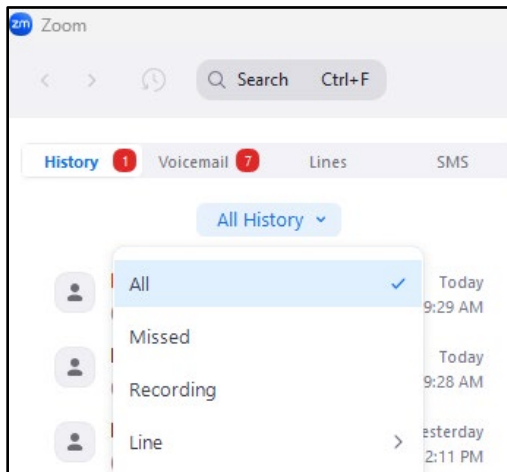 zm Zoom
Search Ctrl+F
History 1 Voicemail 7 Lines SMS
All History
All Today
9:29 AM
Missed
Today
Recording 9:28 AM
Line esterday
2:11 PM